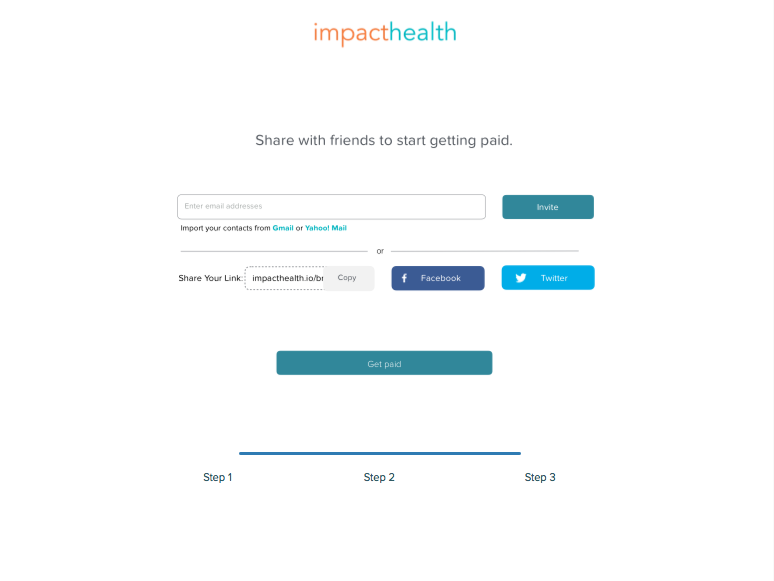 impacthealth
Share with friends to start getting paid.
Enter email addresses
Invite
Import your contacts from Gmail or Yahoo! Mail
or
Share Your Link: impacthealth.io/br Copy Facebook Twitter
Get paid
Step 1 Step 2 Step 3